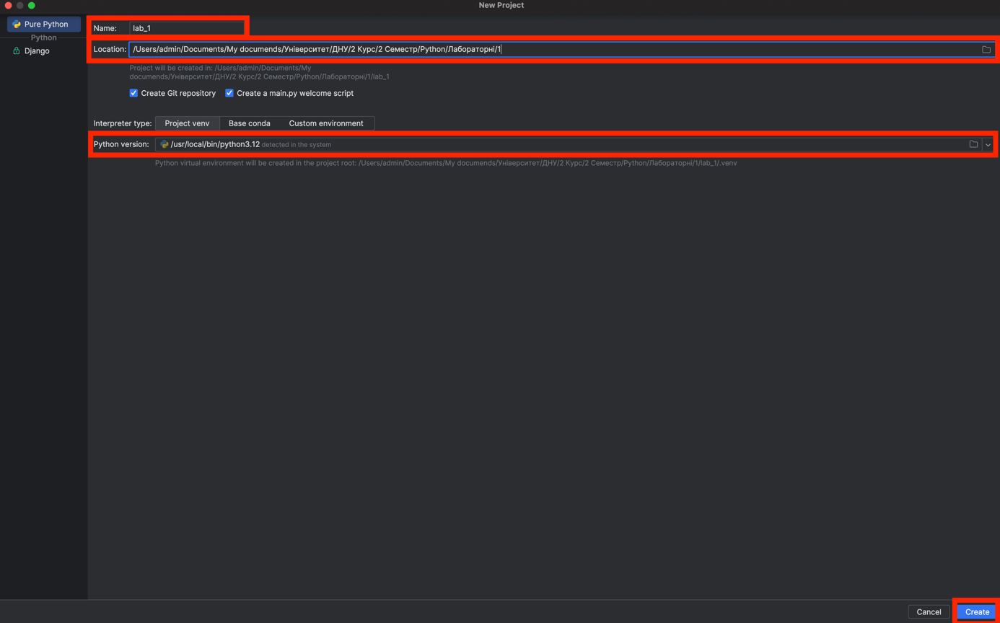 New Project
Pure Python
Python
Django
Name: lab_1
Location: /Users/admin/Documents/My documends/Університет/ДНУ/2 Курс/2 Семестр/Python/Лабораторні/1
Project will be created in: /Users/admin/Documents/My
documends/Університет/ДНУ/2 Курс/2 Семестр/Python/Лабораторні/1/lab_1
Create Git repository Create a main.py welcome script
Interpreter type: Project venv Base conda Custom environment
Python version: /usr/local/bin/python3.12 detected in the system
Python virtual environment will be created in the project root: /Users/admin/Documents/My documends/Університет/ДНУ/2 Курс/2 Семестр/Python/Лабораторні/1/lab_1/.venv
Cancel Create